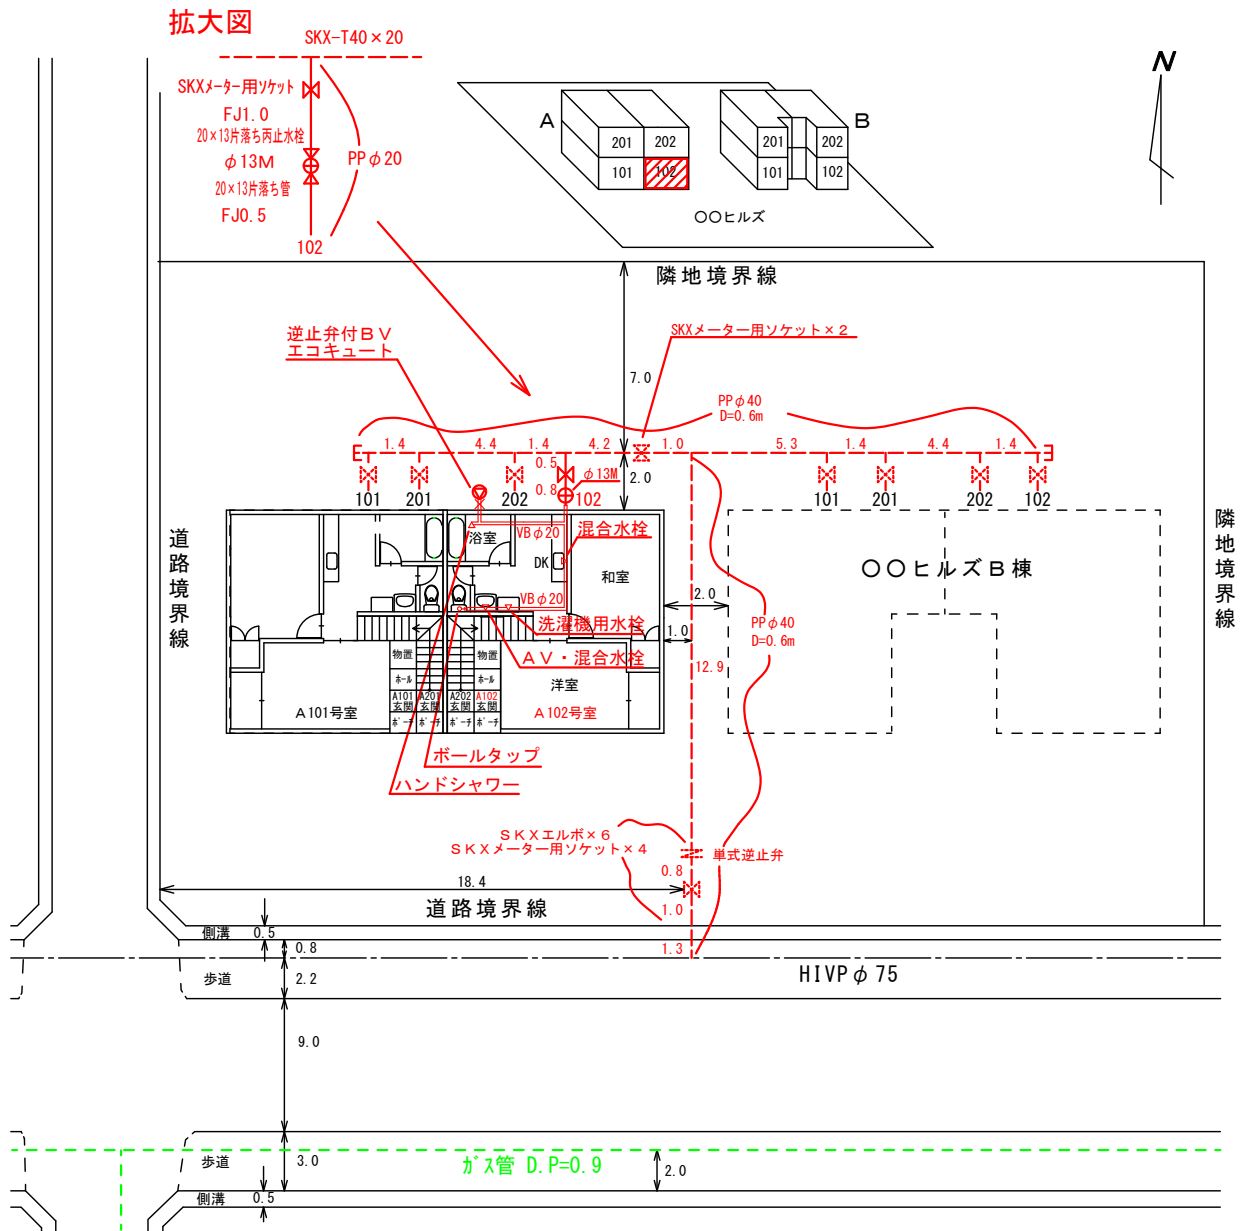 拡大図
SKX-T40×20
SKXメーター用ソケット
FJ1.0
20×13片落ち丙止水栓
φ13M
PPφ20
20×13片落ち管
FJ0.5
102
A
201
202
101
102
B
201
202
101
102
〇〇ヒルズ
N
隣地境界線
逆止弁付BV
エコキュート
SKXメーター用ソケット×2
7.0
PPφ40
D=0.6m
1.4
4.4
1.4
4.2
1.0
5.3
1.4
4.4
1.4
0.5
φ13M
2.0
0.8
101
201
202
102
101
201
202
102
道路境界線
隣地境界線
浴室
VBφ20
混合水栓
DK
和室
〇〇ヒルズB棟
2.0
VB φ20
洗濯機用水栓
1.0
PPφ40
D=0.6m
AV・混合水栓
12.9
物置
物置
ホール
ホール
洋室
A101
玄関
A201
玄関
A202
玄関
A102
玄関
A101号室
A102号室
ポーチ
ポーチ
ポーチ
ポーチ
ボールタップ
ハンドシャワー
SKXエルボ×6
SKXメーター用ソケット×4
単式逆止弁
0.8
18.4
1.0
道路境界線
側溝
0.5
0.8
1.3
HIVPφ75
歩道
2.2
9.0
歩道
3.0
ガス管 D.P=0.9
2.0
側溝
0.5